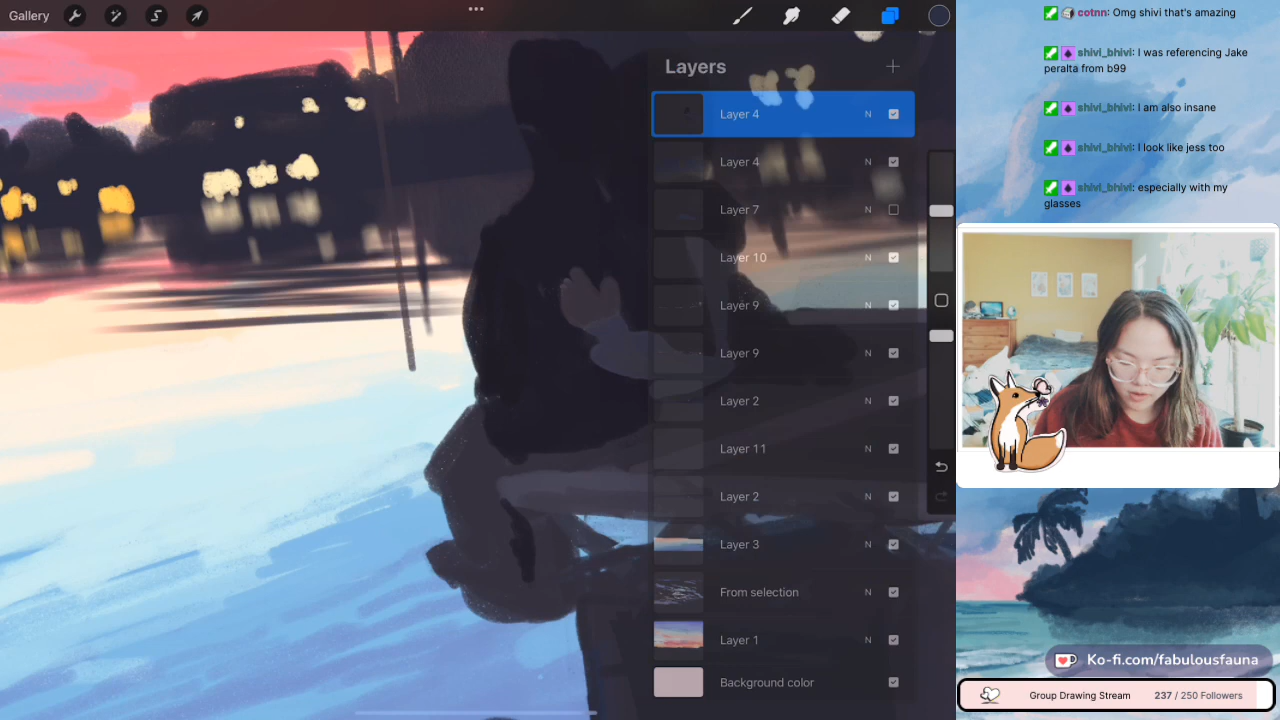 Gallery
Layers
Layer 4 N
Layer 4 N
Layer 7 N
Layer 10 N
Layer 9 N
Layer 9 N
Layer 2 N
Layer 11 N
Layer 2 N
Layer 3 N
From selection N
Layer 1 N
Background color
cotnn: Omg shivi that's amazing
shivi_bhivi: I was referencing Jake
peralta from b99
shivi_bhivi: I am also insane
shivi_bhivi: I look like jess too
shivi_bhivi: especially with my
glasses
Ko-fi.com/fabulousfauna
Group Drawing Stream 237 / 250 Followers